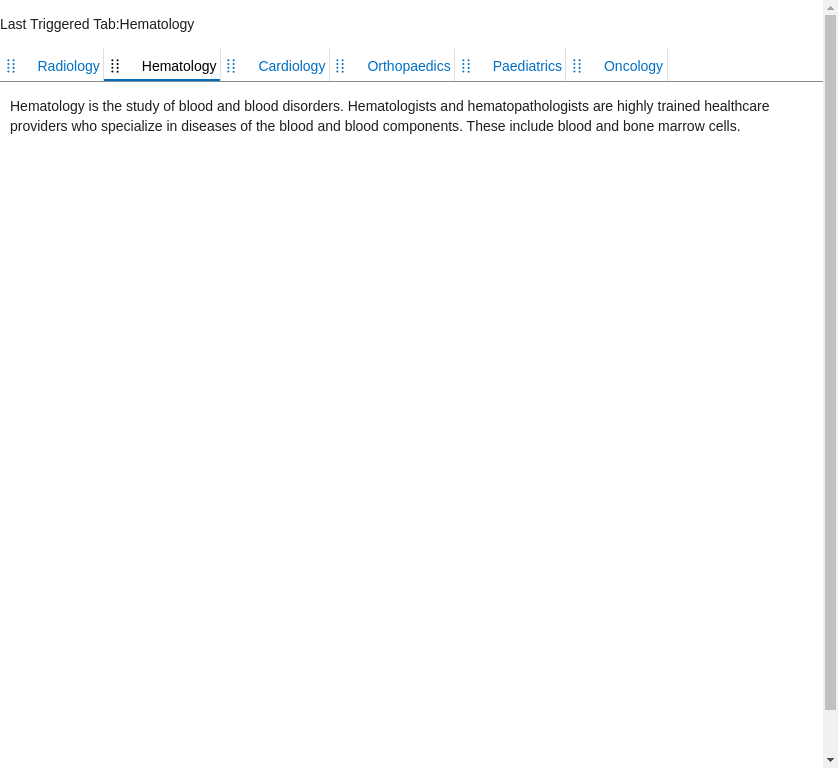 Last Triggered Tab:Hematology
Radiology Hematology Cardiology Orthopaedics Paediatrics Oncology
Hematology is the study of blood and blood disorders. Hematologists and hematopathologists are highly trained healthcare
providers who specialize in diseases of the blood and blood components. These include blood and bone marrow cells.